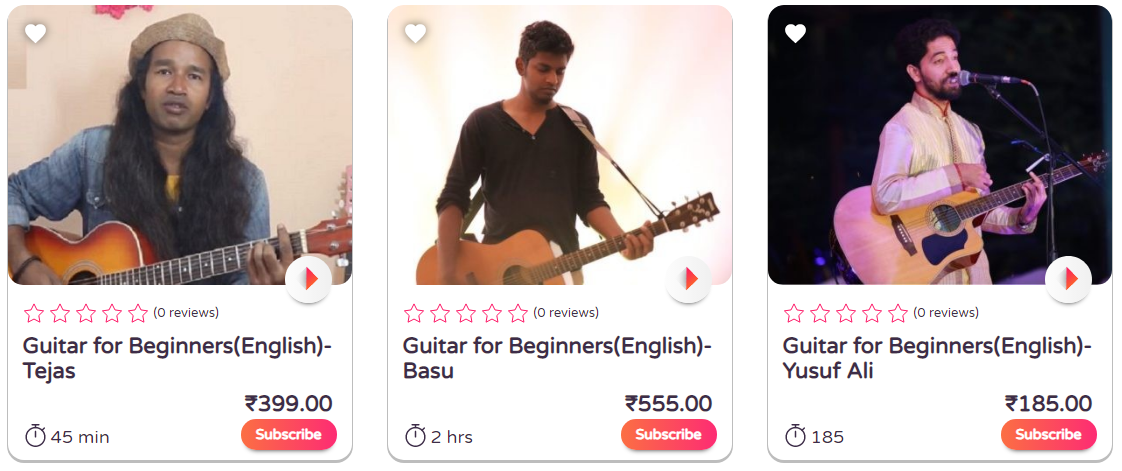 (0 reviews)
Guitar for Beginners(English)-
Tejas
₹399.00
45 min
Subscribe
(0 reviews)
Guitar for Beginners(English)-
Basu
₹555.00
2 hrs
Subscribe
(0 reviews)
Guitar for Beginners(English)-
Yusuf Ali
₹185.00
185
Subscribe